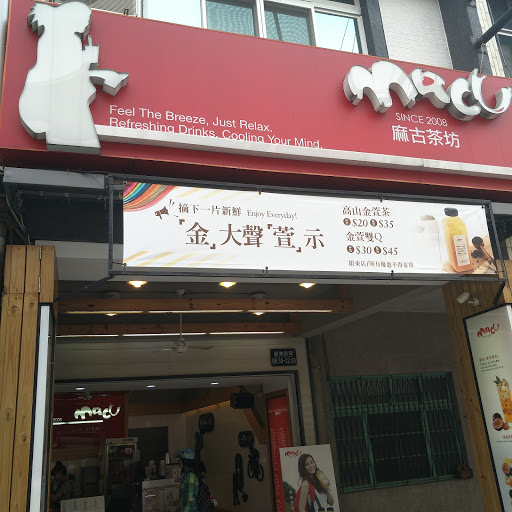 macu
SINCE 2008
麻古茶坊
Feel The Breeze, Just Relax.
Refreshing Drinks, Cooling Your Mind.
摘下一片新鮮 Enjoy Everyday!
「金」大聲「萱」示
高山金萱茶
$20 $35
金萱雙Q
$30 $45
macu
macu
macu